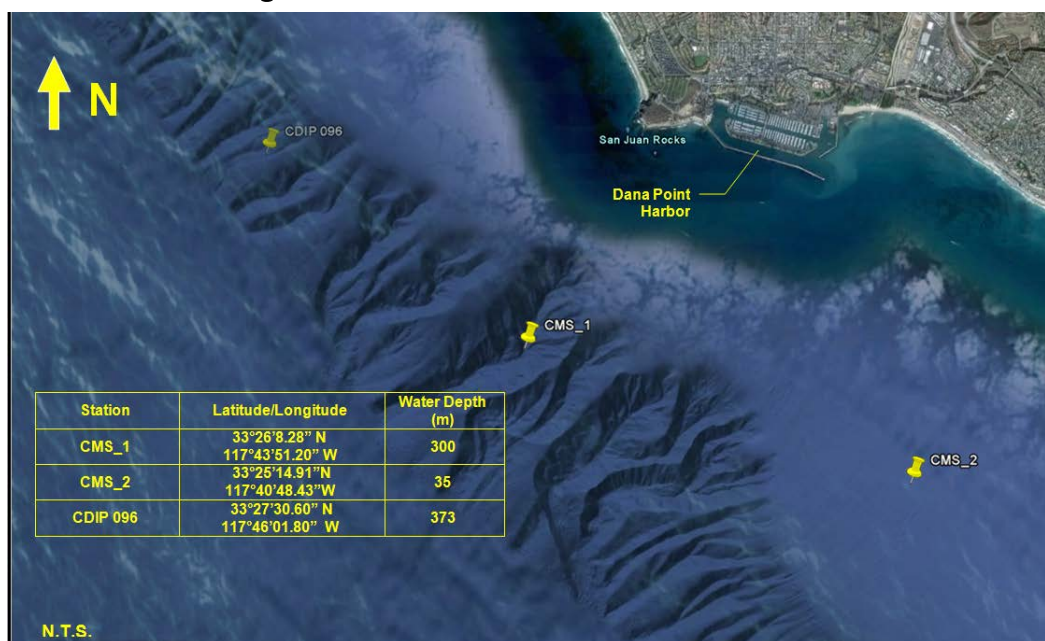 N
CDIP 096
San Juan Rocks
Dana Point
Harbor
CMS_1
CMS_2
Station Latitude/Longitude Water Depth (m)
CMS_1 33°26'8.28” N 117°43’51.20” W 300
CMS_2 33°25'14.91”N 117°40'48.43”W 35
CDIP 096 33°27'30.60” N 117°46’01.80” W 373
N.T.S.